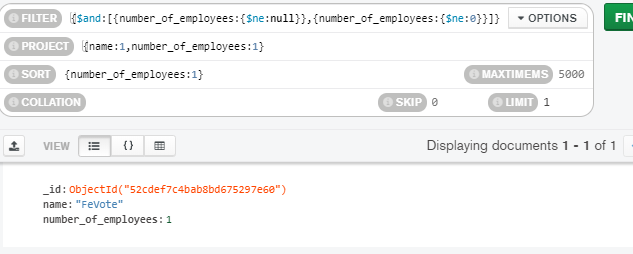 FILTER {$and:[{number_of_employees:{$ne:null}},{number_of_employees:{$ne:0}}]} OPTIONS FIN
PROJECT {name:1,number_of_employees:1}
SORT {number_of_employees:1} MAXTIMEMS 5000
COLLATION SKIP 0 LIMIT 1
VIEW {} Displaying documents 1 - 1 of 1
_id: ObjectId("52cdef7c4bab8bd675297e60")
name: "FeVote"
number_of_employees: 1